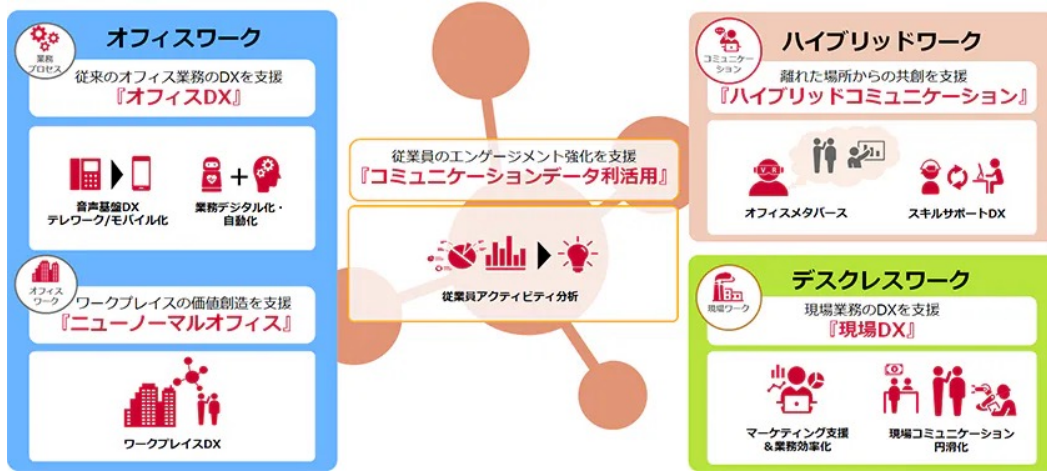 オフィスワーク
業務
プロセス
従来のオフィス業務のDXを支援
『オフィスDX』
音声基盤DX
テレワーク/モバイル化
業務デジタル化・
自動化
オフィス
ワーク
ワークプレイスの価値創造を支援
『ニューノーマルオフィス』
ワークプレイスDX
従業員のエンゲージメント強化を支援
『コミュニケーションデータ利活用』
従業員アクティビティ分析
ハイブリッドワーク
コミュニケー
ション
離れた場所からの共創を支援
『ハイブリッドコミュニケーション』
VR
オフィスメタバース
スキルサポートDX
デスクレスワーク
現場ワーク
現場業務のDXを支援
『現場DX』
マーケティング支援
&業務効率化
現場コミュニケーション
円滑化